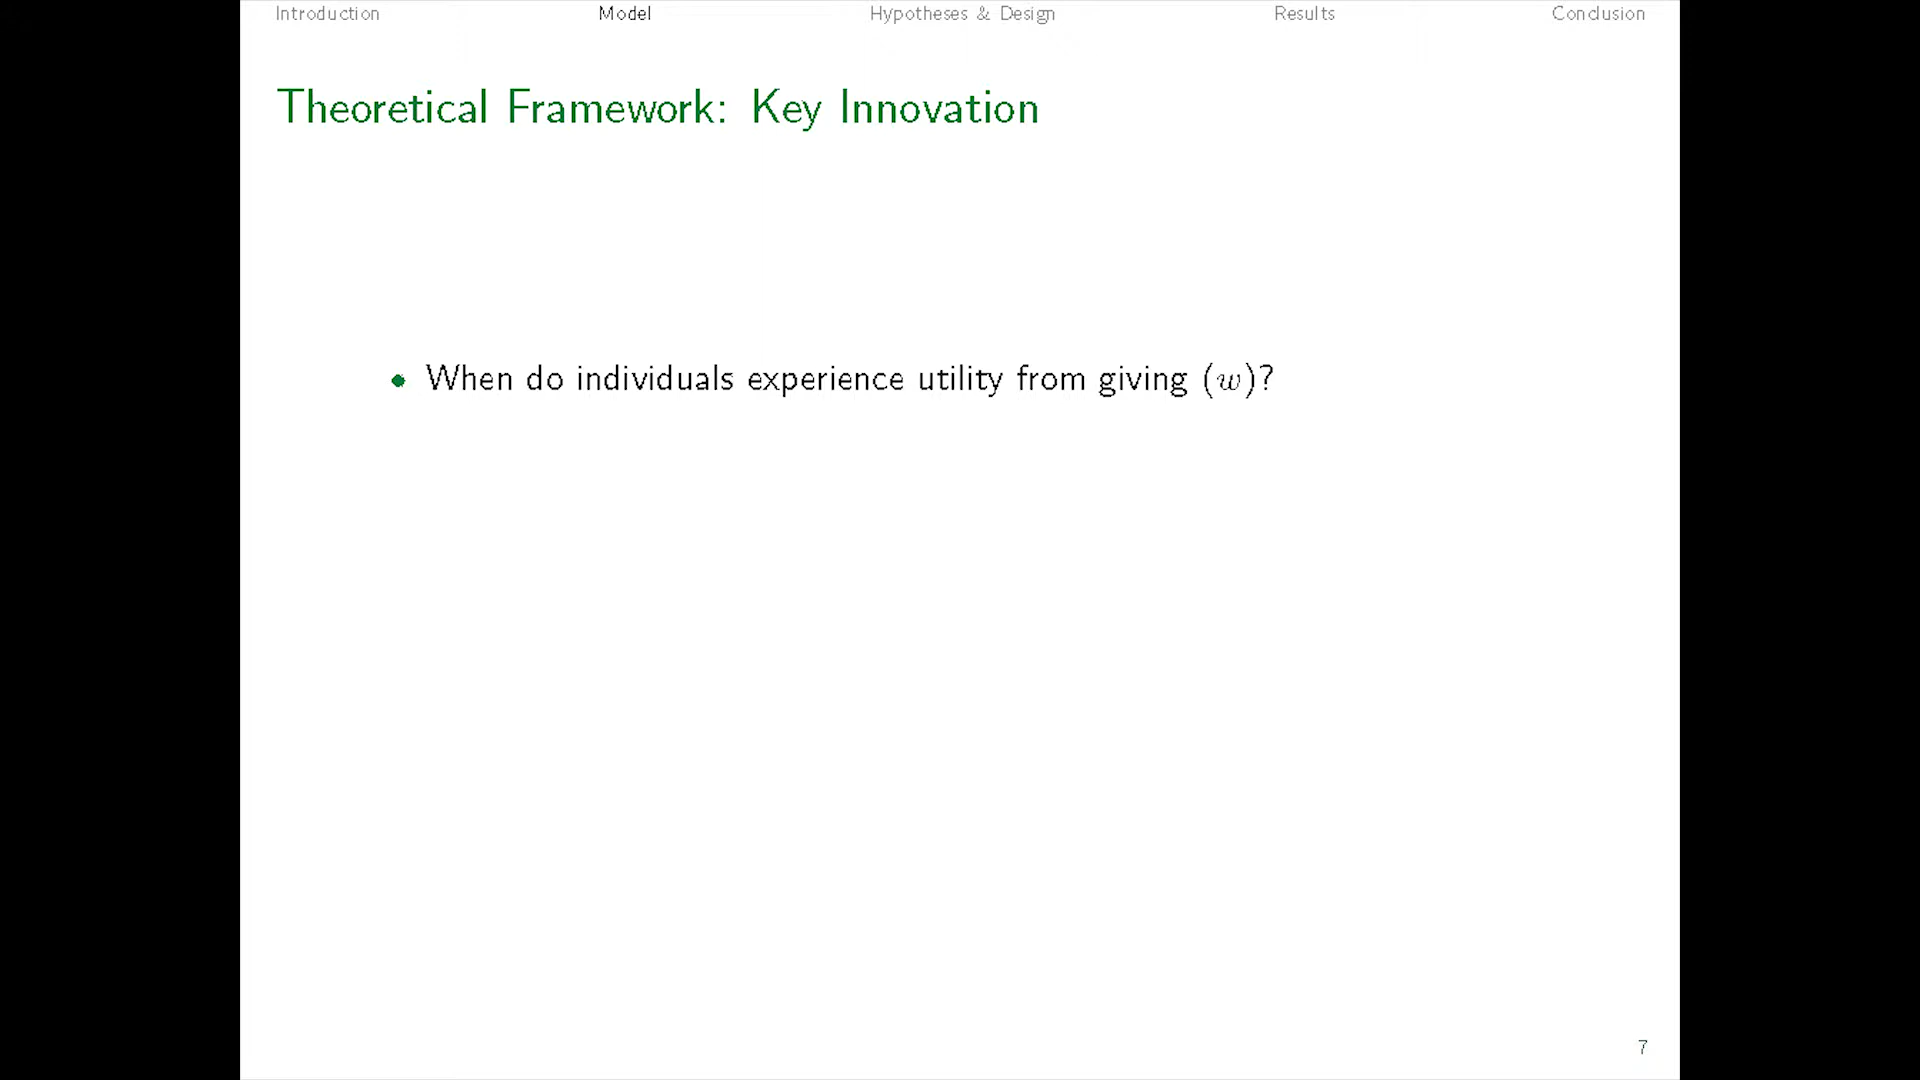 Introduction Model Hypotheses & Design Results Conclusion
Theoretical Framework: Key Innovation
• When do individuals experience utility from giving (w)?
7